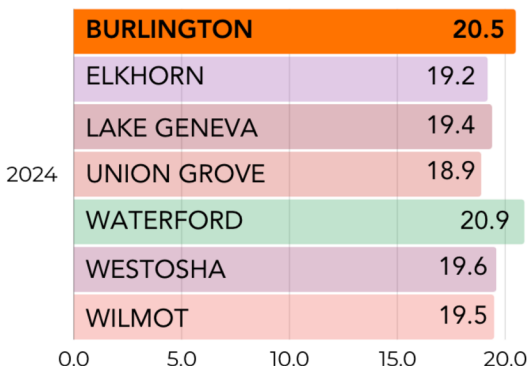 BURLINGTON 20.5
ELKHORN 19.2
LAKE GENEVA 19.4
2024 UNION GROVE 18.9
WATERFORD 20.9
WESTOSHA 19.6
WILMOT 19.5
0.0 5.0 10.0 15.0 20.0